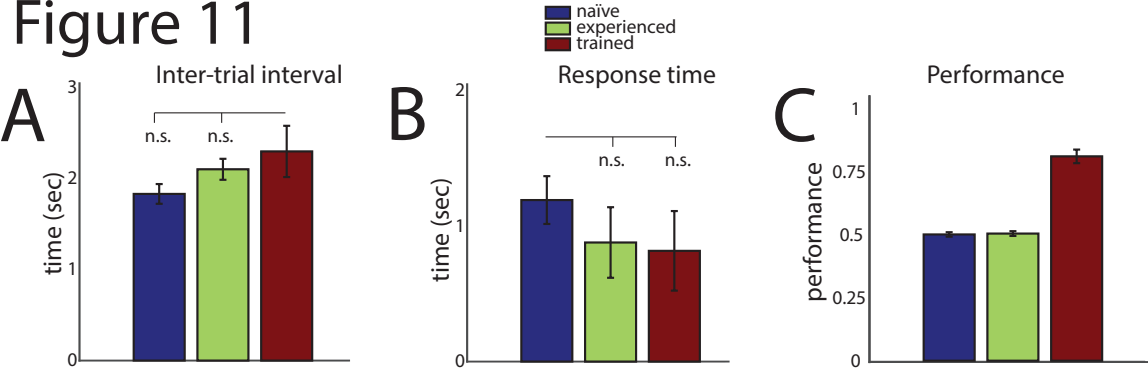 Figure 11
naïve
experienced
trained
A
Inter-trial interval
3
2
1
0
time (sec)
n.s.
n.s.
B
Response time
2
1
0
time (sec)
n.s.
n.s.
C
Performance
1
0.75
0.5
0.25
0
performance